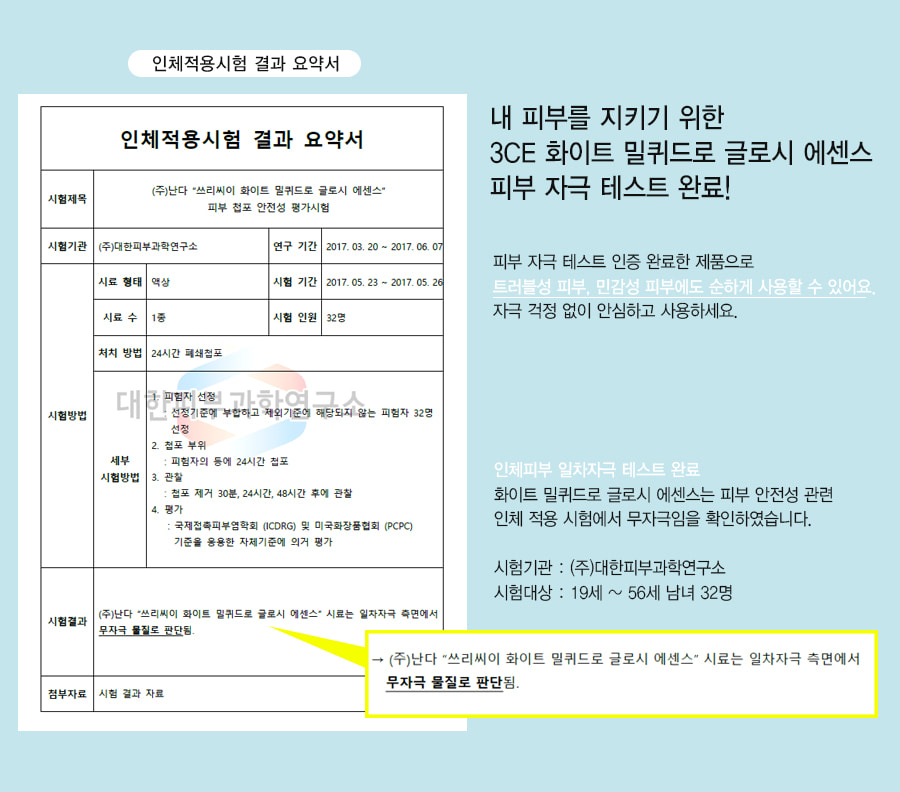 인체적용시험 결과 요약서
인체적용시험 결과 요약서
시험제목
(주)난다 "쓰리씨이 화이트 밀퀴드로 글로시 에센스"
피부 첩포 안전성 평가시험
시험기관
(주)대한피부과학연구소
연구 기간
2017. 03. 20 ~ 2017. 06. 07
시험방법
시료 형태
액상
시험 기간
2017. 05. 23 ~ 2017. 05. 26
시료 수
1종
시험 인원
32명
처치 방법
24시간 폐쇄첩포
대한피부과학연구소
세부
시험방법
1. 피험자 선정
: 선정기준에 부합하고 제외기준에 해당되지 않는 피험자 32명
선정
2. 첩포 부위
: 피험자의 등에 24시간 첩포
3. 관찰
: 첩포 제거 30분, 24시간, 48시간 후에 관찰
4. 평가
: 국제접촉피부염학회 (ICDRG) 및 미국화장품협회 (PCPC)
기준을 응용한 자체기준에 의거 평가
시험결과
(주)난다 "쓰리씨이 화이트 밀퀴드로 글로시 에센스" 시료는 일차자극 측면에서
무자극 물질로 판단됨.
첨부자료
시험 결과 자료
내 피부를 지키기 위한
3CE 화이트 밀퀴드로 글로시 에센스
피부 자극 테스트 완료!
피부 자극 테스트 인증 완료한 제품으로
트러블성 피부, 민감성 피부에도 순하게 사용할 수 있어요.
자극 걱정 없이 안심하고 사용하세요.
인체피부 일차자극 테스트 완료
화이트 밀퀴드로 글로시 에센스는 피부 안전성 관련
인체 적용 시험에서 무자극임을 확인하였습니다.
시험기관 : (주)대한피부과학연구소
시험대상 : 19세 ~ 56세 남녀 32명
→ (주)난다 "쓰리씨이 화이트 밀퀴드로 글로시 에센스" 시료는 일차자극 측면에서
무자극 물질로 판단됨.